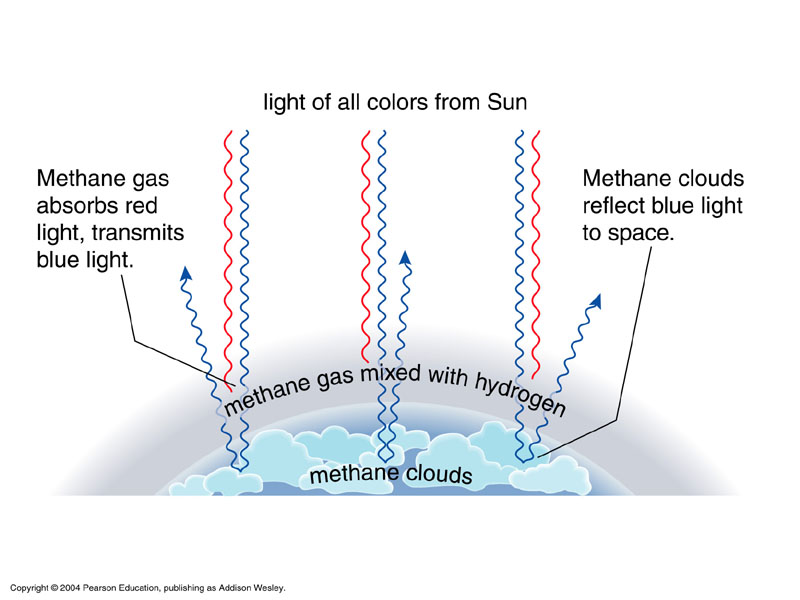 light of all colors from Sun
Methane gas
absorbs red
light, transmits
blue light.
Methane clouds
reflect blue light
to space.
methane gas mixed with hydrogen
methane clouds
Copyright © 2004 Pearson Education, publishing as Addison Wesley.